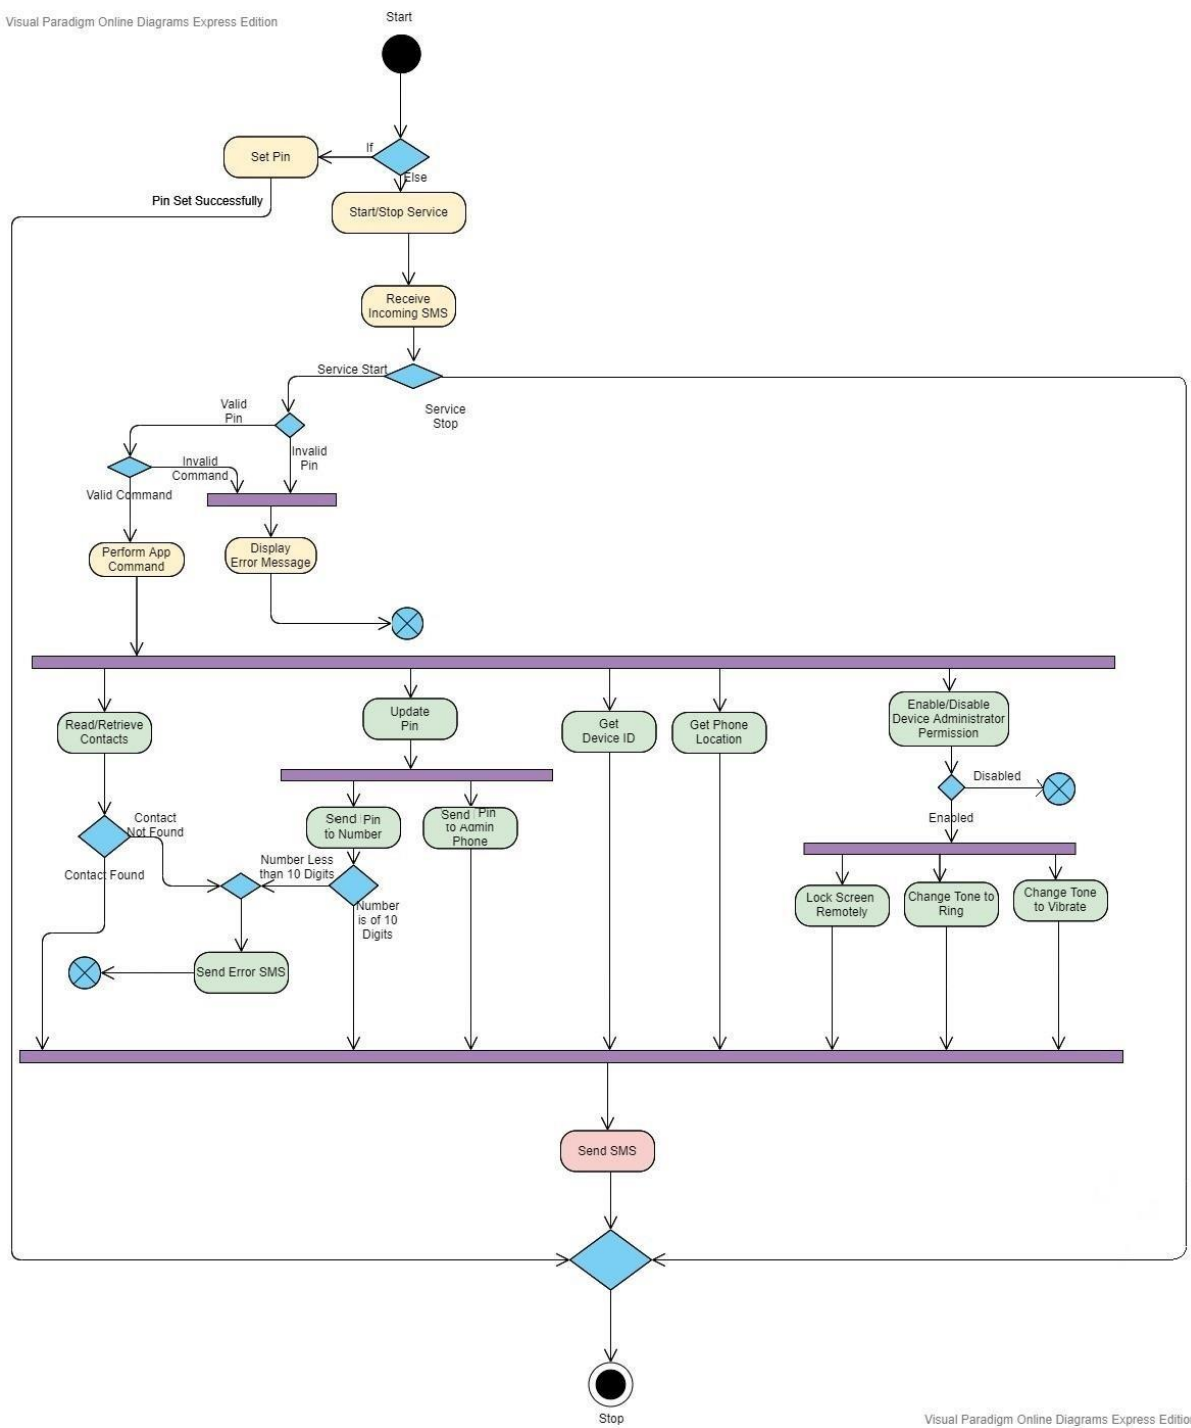 Visual Paradigm Online Diagrams Express Edition
Start
If
Set Pin
Else
Pin Set Successfully
Start/Stop Service
Receive
Incoming SMS
Service Start
Service
Stop
Valid
Pin
Invalid
Pin
Invalid
Command
Valid Command
Perform App
Command
Display
Error Message
Read/Retrieve
Contacts
Update
Pin
Get
Device ID
Get Phone
Location
Enable/Disable
Device Administrator
Permission
Disabled
Enabled
Contact
Not Found
Contact Found
Send Pin
to Number
Send Pin
to Admin
Phone
Number Less
than 10 Digits
Number
is of 10
Digits
Lock Screen
Remotely
Change Tone to
Ring
Change Tone
to Vibrate
Send Error SMS
Send SMS
Stop
Visual Paradigm Online Diagrams Express Editio